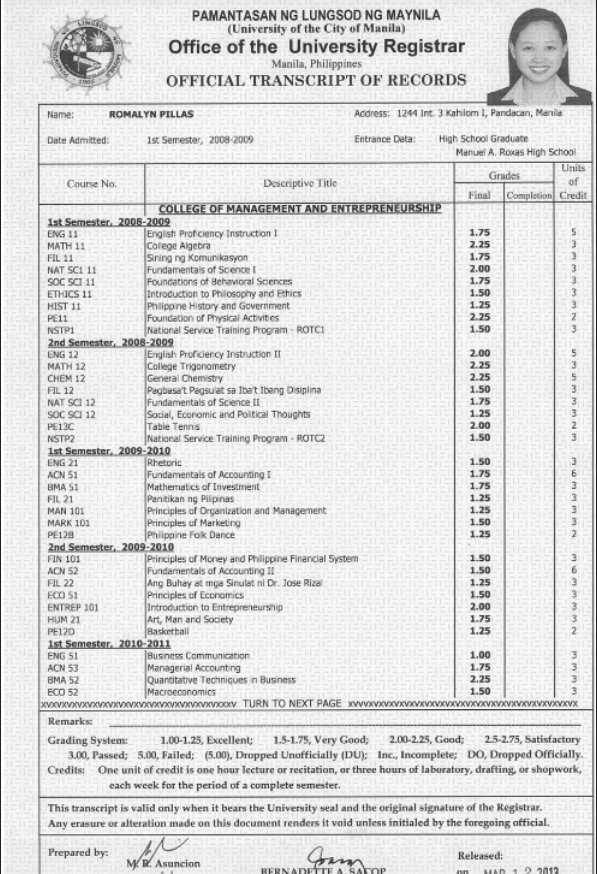 PAMANTASAN NG LUNGSOD NG MAYNILA
(University of the City of Manila)
Office of the University Registrar
Manila, Philippines
OFFICIAL TRANSCRIPT OF RECORDS
Name: ROMALYN PILLAS Address: 1244 Int. 3 Kahilom I, Pandacan, Manila
Date Admitted: 1st Semester, 2008-2009 Entrance Data: High School Graduate
Manuel A. Roxas High School
Course No. Descriptive Title Grades Units of Credit
Final Completion
COLLEGE OF MANAGEMENT AND ENTREPRENEURSHIP
1st Semester, 2008-2009
ENG 11 English Proficiency Instruction I 1.75 5
MATH 11 College Algebra 2.25 3
FIL 11 Sining ng Komunikasyon 1.75 3
NAT SCI 11 Fundamentals of Science I 2.00 3
SOC SCI 11 Foundations of Behavioral Sciences 1.75 3
ETHICS 11 Introduction to Philosophy and Ethics 1.50 3
HIST 11 Philippine History and Government 1.25 3
PE11 Foundation of Physical Activities 2.25 2
NSTP1 National Service Training Program - ROTC1 1.50 3
2nd Semester, 2008-2009
ENG 12 English Proficiency Instruction II 2.00 5
MATH 12 College Trigonometry 2.25 3
CHEM 12 General Chemistry 2.25 5
FIL 12 Pagbasa't Pagsulat sa Iba't Ibang Disiplina 1.50 3
NAT SCI 12 Fundamentals of Science II 1.75 3
SOC SCI 12 Social, Economic and Political Thoughts 1.25 3
PE13C Table Tennis 2.00 2
NSTP2 National Service Training Program - ROTC2 1.50 3
1st Semester, 2009-2010
ENG 21 Rhetoric 1.50 3
ACN 51 Fundamentals of Accounting I 1.75 6
BMA 51 Mathematics of Investment 1.75 3
FIL 21 Panitikan ng Pilipinas 1.25 3
MAN 101 Principles of Organization and Management 1.25 3
MARK 101 Principles of Marketing 1.50 3
PE12B Philippine Folk Dance 1.25 2
2nd Semester, 2009-2010
FIN 101 Principles of Money and Philippine Financial System 1.50 3
ACN 52 Fundamentals of Accounting II 1.50 6
FIL 22 Ang Buhay at mga Sinulat ni Dr. Jose Rizal 1.25 3
ECO 51 Principles of Economics 1.50 3
ENTREP 101 Introduction to Entrepreneurship 2.00 3
HUM 21 Art, Man and Society 1.75 3
PE12D Basketball 1.25 2
1st Semester, 2010-2011
ENG 51 Business Communication 1.00 3
ACN 53 Managerial Accounting 1.75 3
BMA 52 Quantitative Techniques in Business 2.25 3
ECO 52 Macroeconomics 1.50 3
TURN TO NEXT PAGE
Remarks:
Grading System: 1.00-1.25, Excellent; 1.5-1.75, Very Good; 2.00-2.25, Good; 2.5-2.75, Satisfactory
3.00, Passed; 5.00, Failed; (5.00), Dropped Unofficially (DU); Inc., Incomplete; DO, Dropped Officially.
Credits: One unit of credit is one hour lecture or recitation, or three hours of laboratory, drafting, or shopwork,
each week for the period of a complete semester.
This transcript is valid only when it bears the University seal and the original signature of the Registrar.
Any erasure or alteration made on this document renders it void unless initialed by the foregoing official.
Prepared by: M. R. Asuncion Released:
BERNADETTE A. SACOP on MAR 12 2013